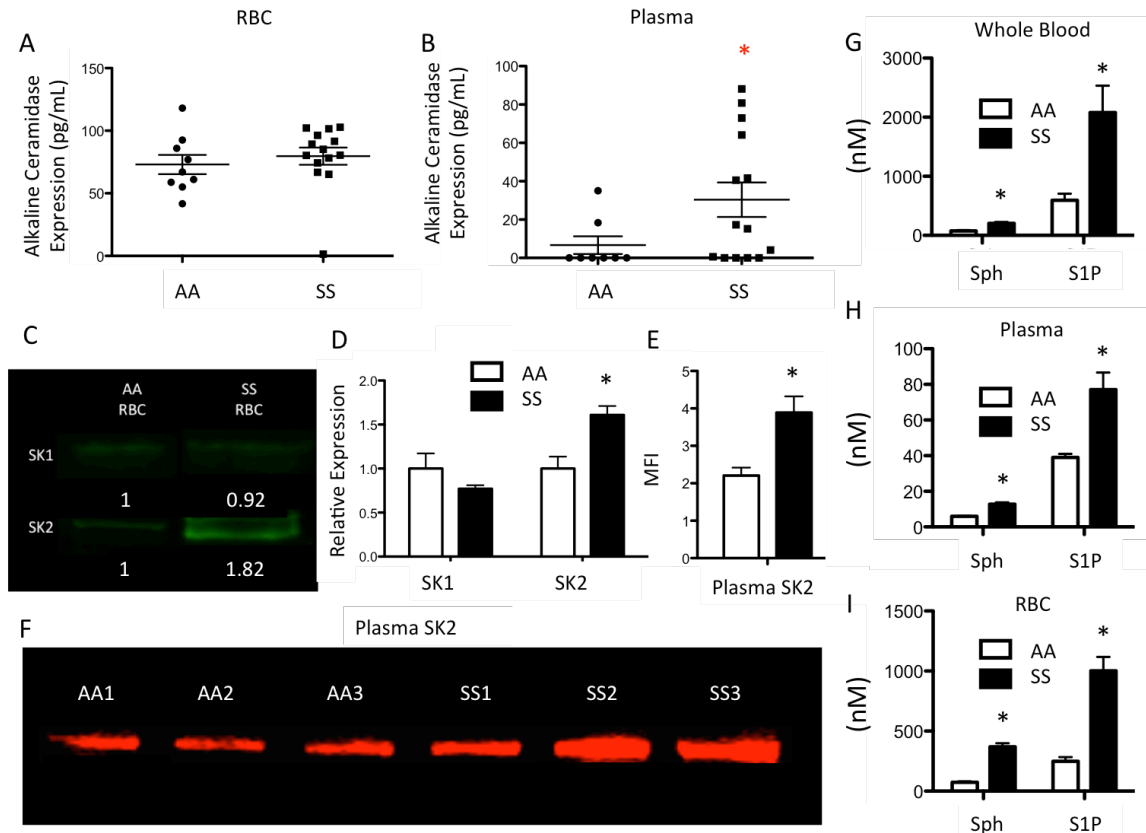 RBC
A
Alkaline Ceramidase
Expression (pg/mL)
150
100
50
0
AA SS
Plasma
B
*
Alkaline Ceramidase
Expression (pg/mL)
100
80
60
40
20
0
AA SS
C
AA SS
RBC RBC
SK1
1 0.92
SK2
1 1.82
D
AA
SS
*
Relative Expression
2.0
1.5
1.0
0.5
0.0
SK1 SK2
E
*
MFI
5
4
3
2
1
0
Plasma SK2
F
Plasma SK2
AA1 AA2 AA3 SS1 SS2 SS3
G
Whole Blood
(nM)
3000
2000
1000
0
AA
SS
* *
Sph S1P
H
Plasma
(nM)
100
80
60
40
20
0
AA
SS
* *
Sph S1P
I
RBC
(nM)
1500
1000
500
0
AA
SS
* *
Sph S1P